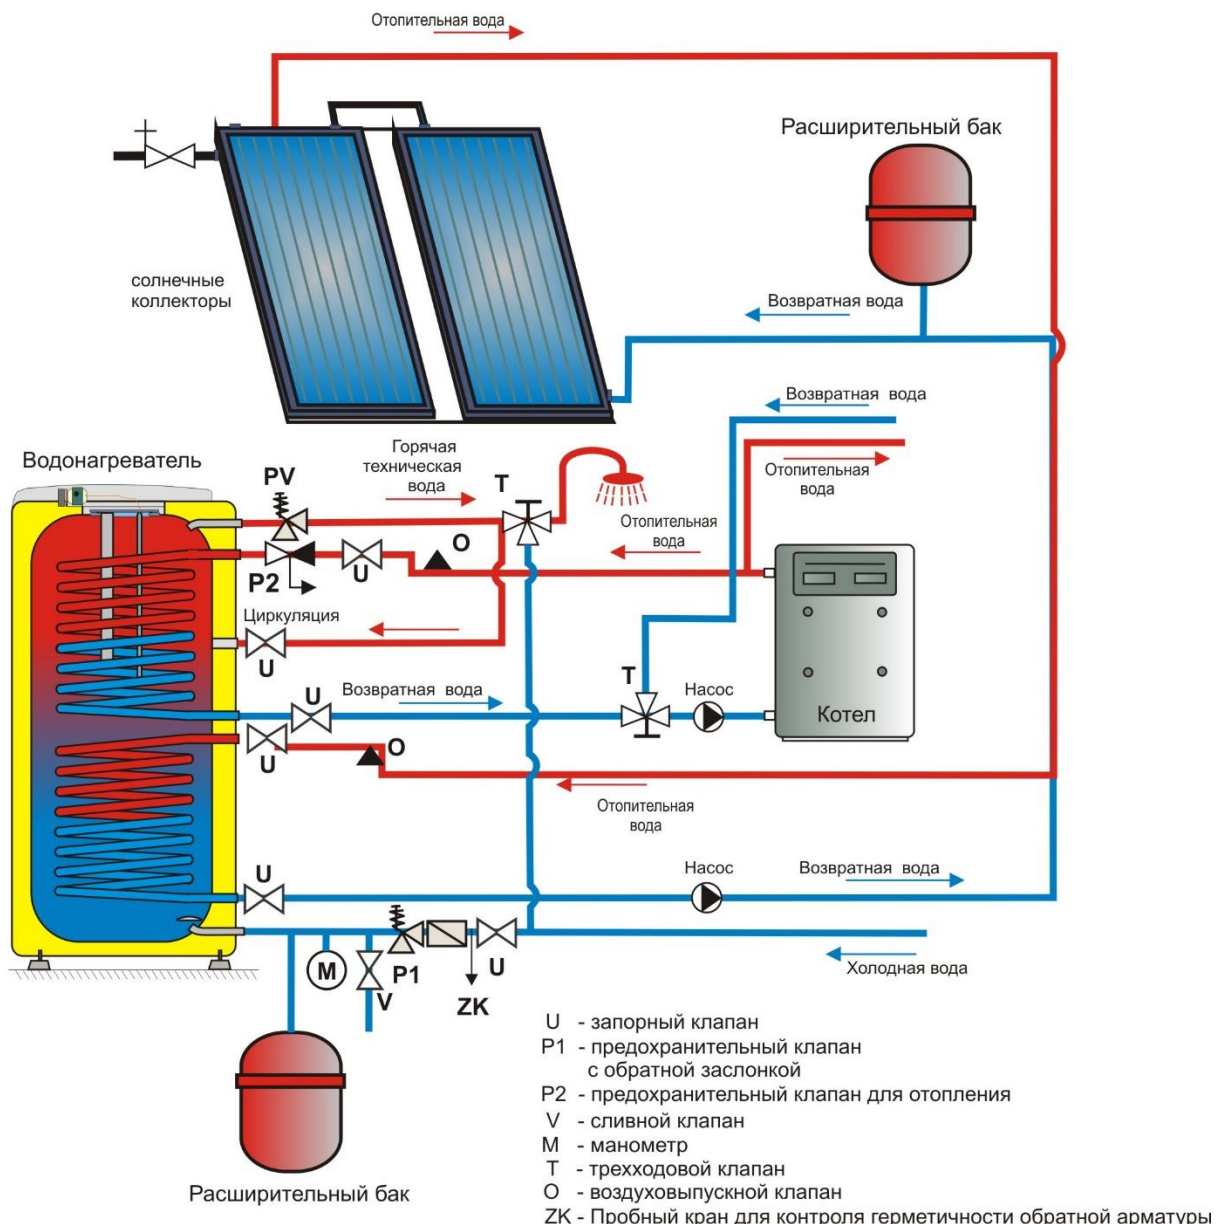 Отопительная вода
Расширительный бак
солнечные
коллекторы
Возвратная вода
Возвратная вода
Водонагреватель
Горячая
техническая
вода
PV
T
Отопительная
вода
Отопительная
вода
O
P2
U
Циркуляция
U
Возвратная вода
U
T
Насос
Котел
U
O
Отопительная
вода
U
Насос
Возвратная вода
M
V
P1
ZK
U
Холодная вода
Расширительный бак
U - запорный клапан
P1 - предохранительный клапан
с обратной заслонкой
P2 - предохранительный клапан для отопления
V - сливной клапан
M - манометр
T - трехходовой клапан
O - воздуховыпускной клапан
ZK - Пробный кран для контроля герметичности обратной арматуры